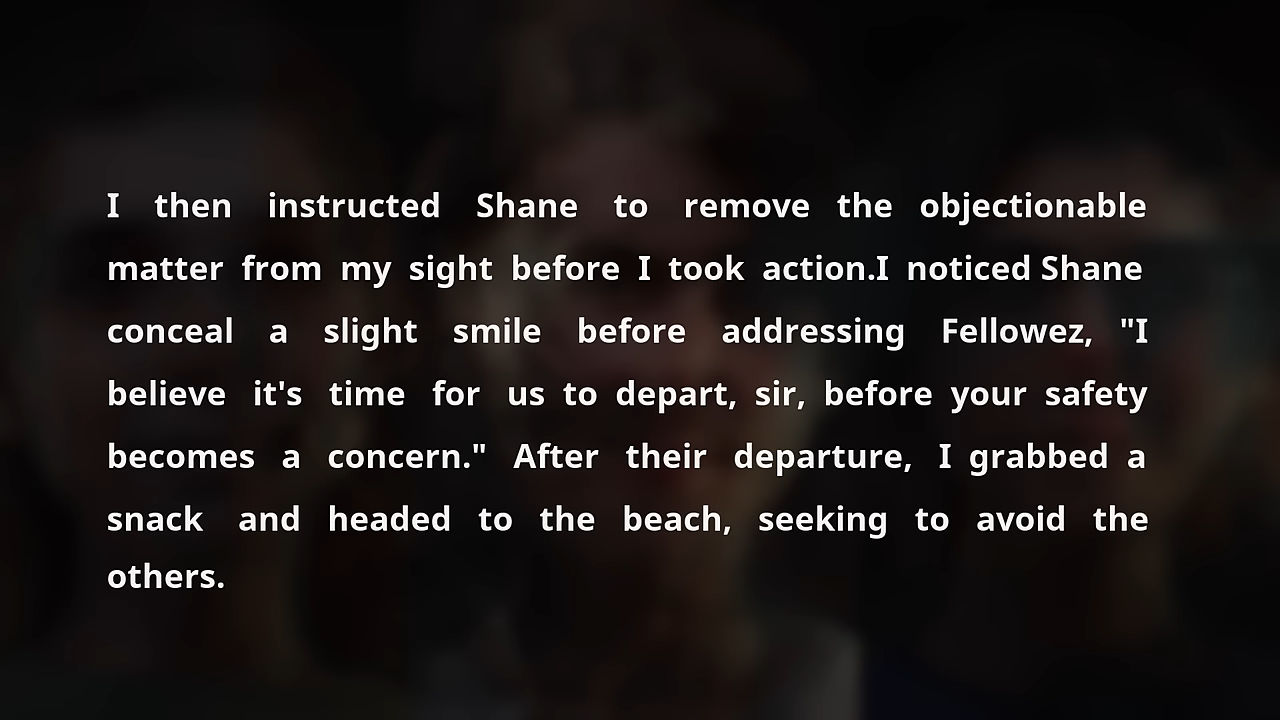 I then instructed Shane to remove the objectionable
matter from my sight before I took action.I noticed Shane
conceal a slight smile before addressing Fellowez, "I
believe it's time for us to depart, sir, before your safety
becomes a concern." After their departure, I grabbed a
snack and headed to the beach, seeking to avoid the
others.